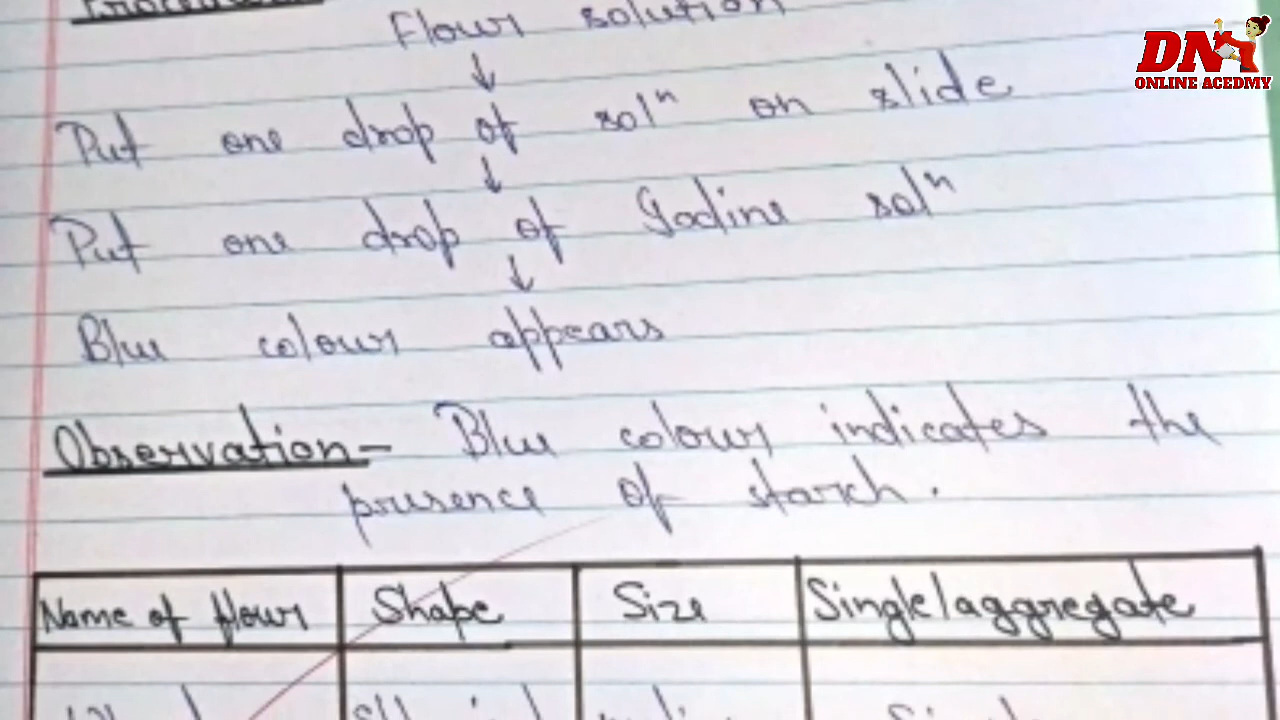 Flour solution
↓
DNA
ONLINE ACEDMY
Put one drop of solⁿ on slide
↓
Put one drop of Iodine solⁿ
↓
Blue colour appears
Observation- Blue colour indicates the
presence of starch.
Name of flour Shape Size Single/aggregate